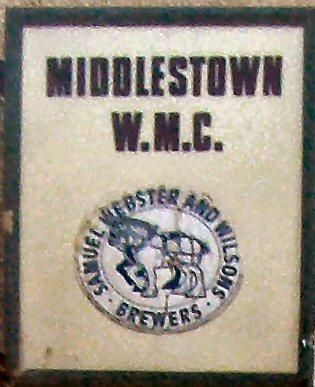 MIDDLESTOWN
W.M.C.
SAMUEL WEBSTER AND WILSONS
· BREWERS ·